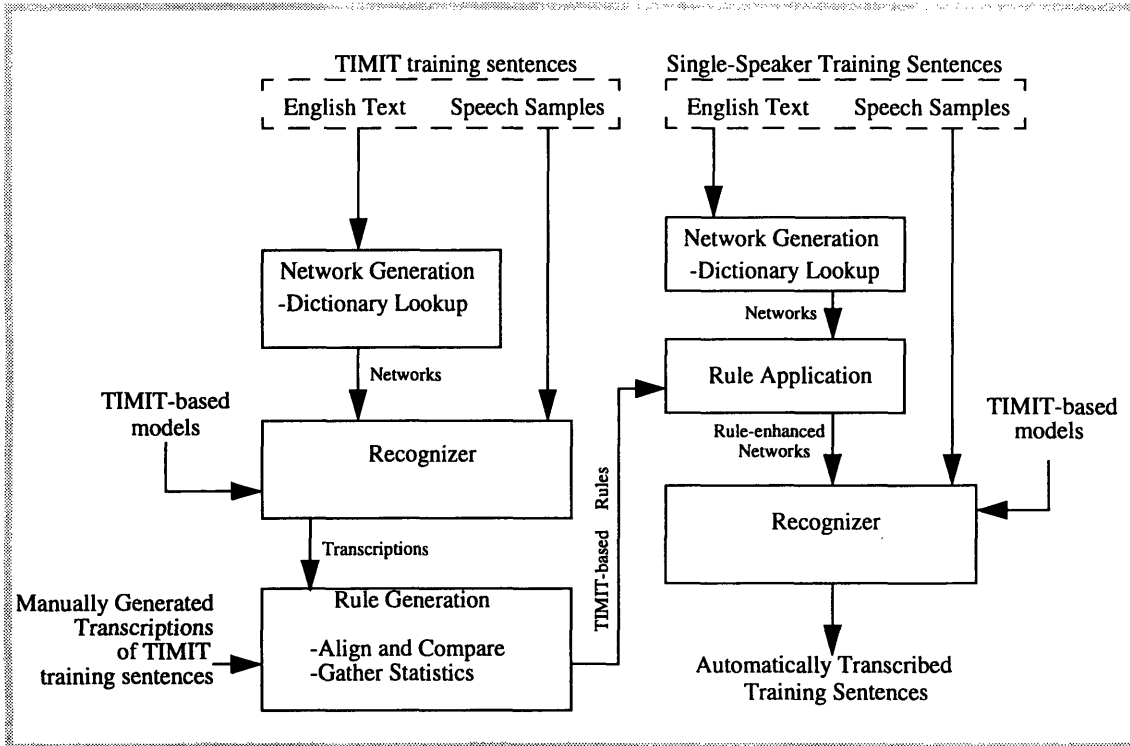 TIMIT training sentences
English Text Speech Samples
Network Generation
-Dictionary Lookup
Networks
TIMIT-based
models
Recognizer
Transcriptions
Manually Generated
Transcriptions
of TIMIT
training sentences
Rule Generation
-Align and Compare
-Gather Statistics
TIMIT-based Rules
Single-Speaker Training Sentences
English Text Speech Samples
Network Generation
-Dictionary Lookup
Networks
Rule Application
Rule-enhanced
Networks
TIMIT-based
models
Recognizer
Automatically Transcribed
Training Sentences